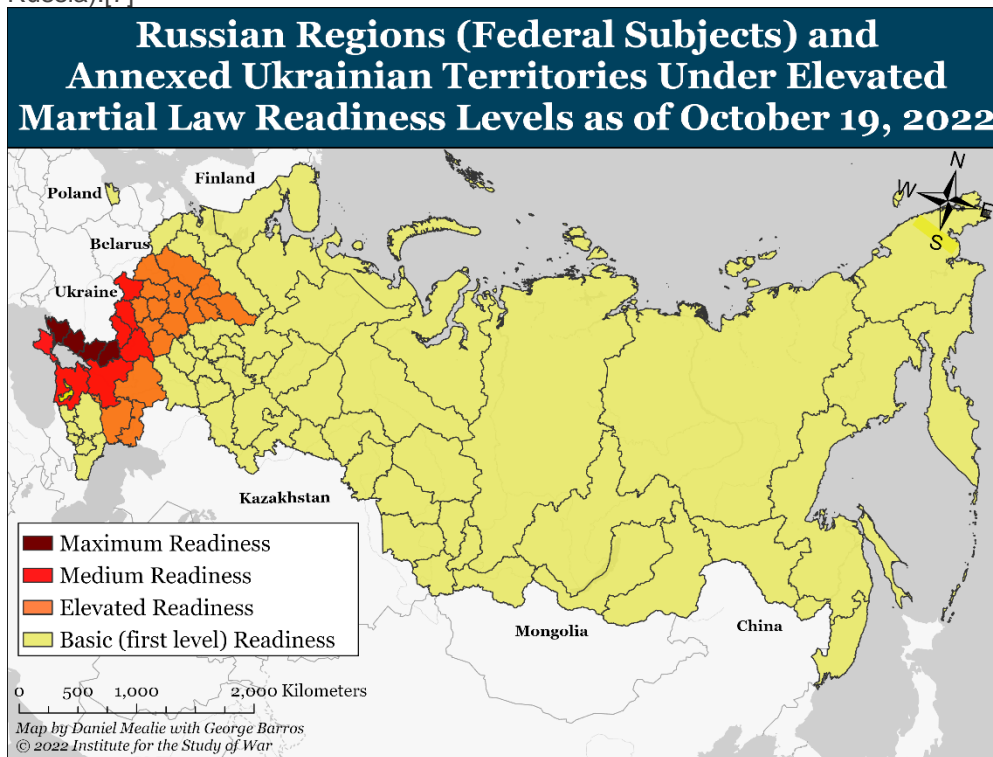 Russian Regions (Federal Subjects) and
Annexed Ukrainian Territories Under Elevated
Martial Law Readiness Levels as of October 19, 2022
Finland
Poland
Belarus
Ukraine
N
W
E
S
Kazakhstan
Mongolia
China
Maximum Readiness
Medium Readiness
Elevated Readiness
Basic (first level) Readiness
0 500 1,000 2,000 Kilometers
Map by Daniel Mealie with George Barros
© 2022 Institute for the Study of War